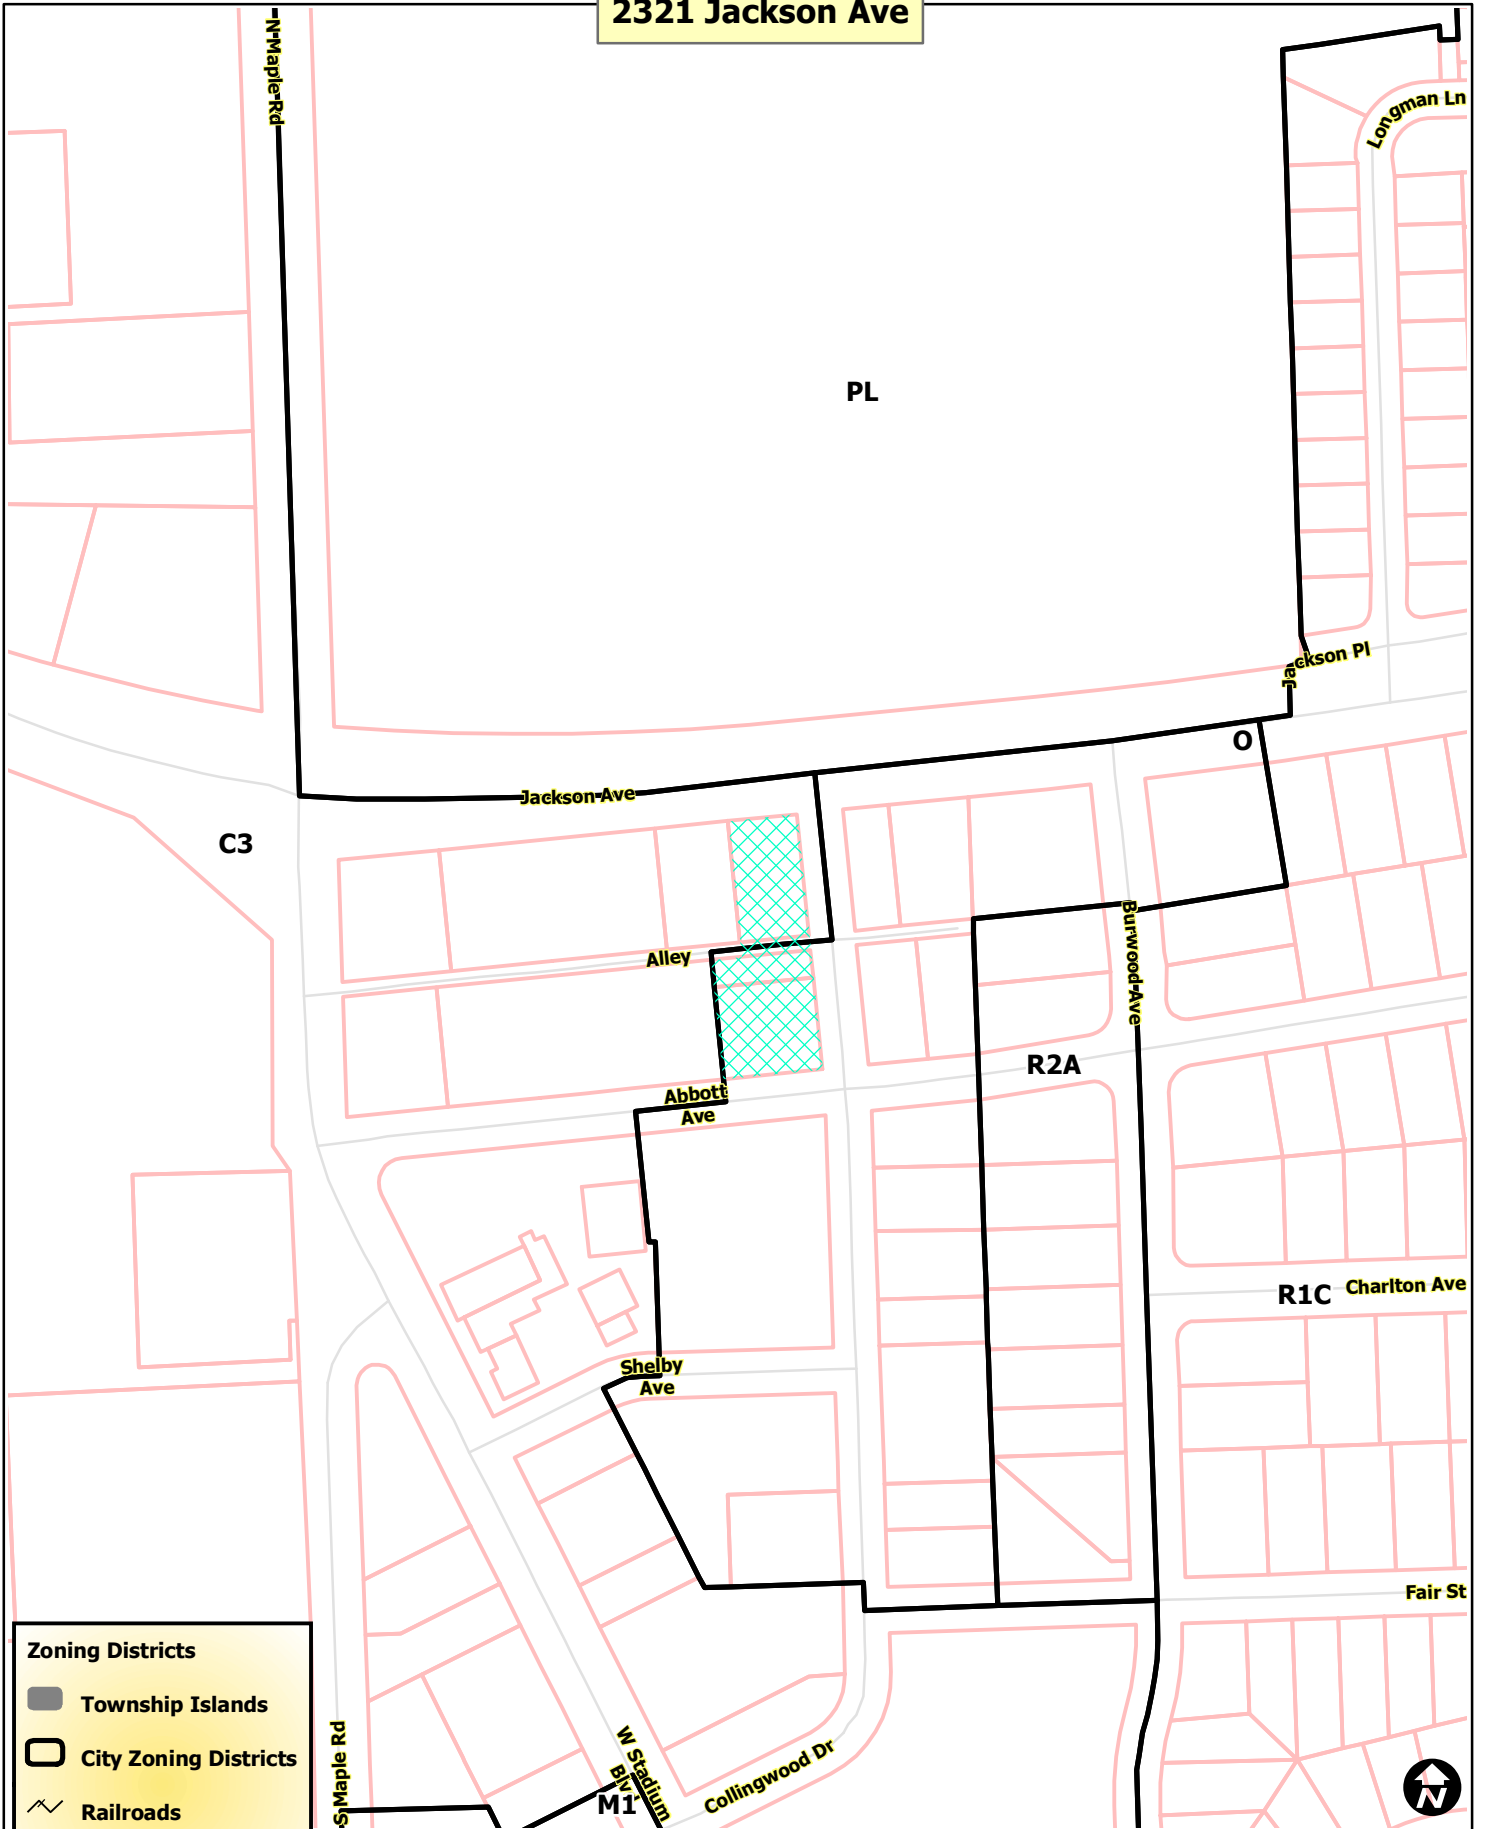 2321 Jackson Ave
N Maple Rd
Longman Ln
PL
Jackson Pl
O
Jackson Ave
C3
Alley
Burwood Ave
R2A
Abbott
Ave
Charlton Ave
R1C
Shelby
Ave
Fair St
Zoning Districts
Township Islands
City Zoning Districts
Railroads
S Maple Rd
W Stadium
Blvd
M1
Collingwood Dr
N